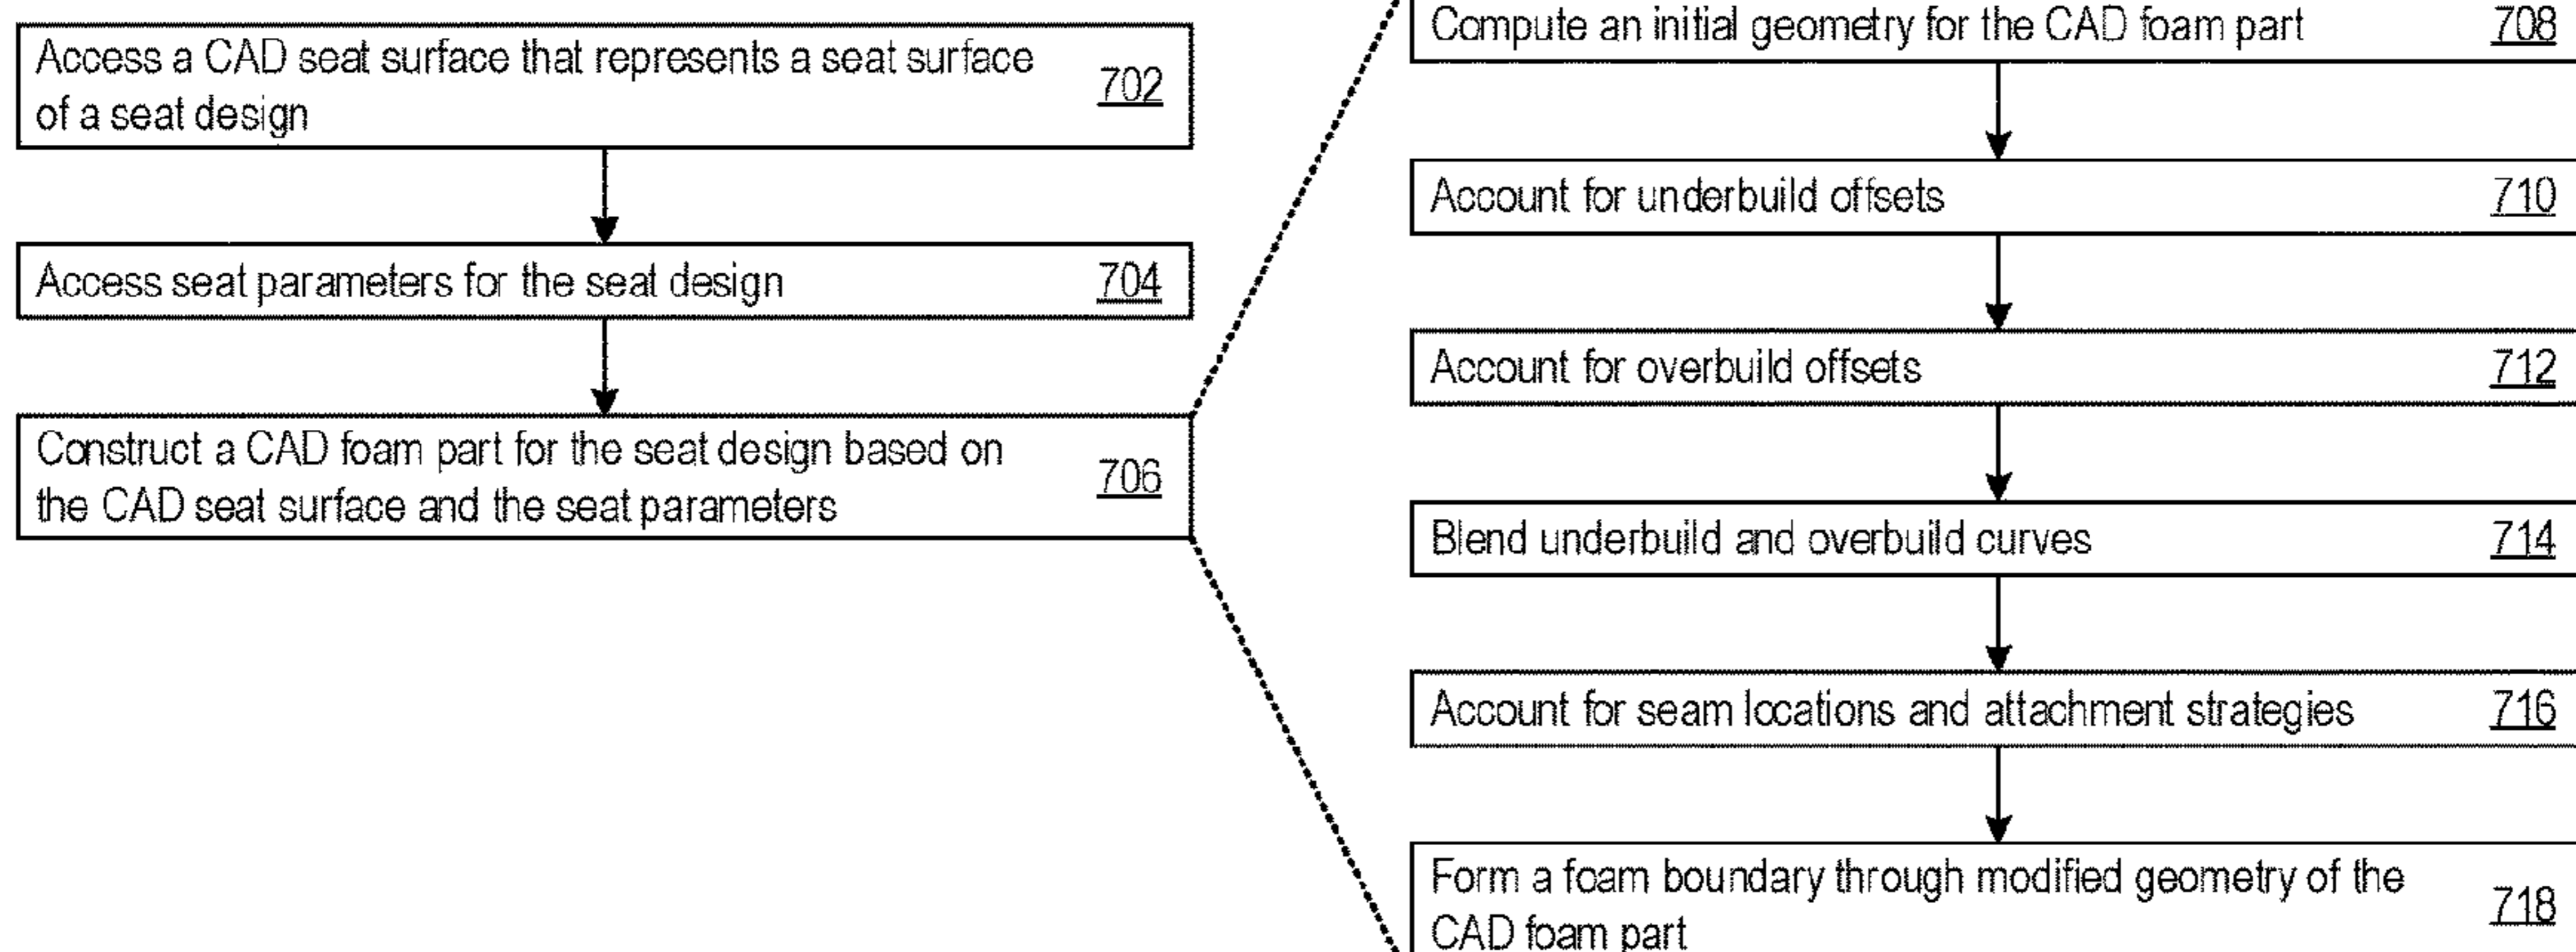 Access a CAD seat surface that represents a seat surface
of a seat design
702
Access seat parameters for the seat design 704
Construct a CAD foam part for the seat design based on
the CAD seat surface and the seat parameters
706
Compute an initial geometry for the CAD foam part 708
Account for underbuild offsets 710
Account for overbuild offsets 712
Blend underbuild and overbuild curves 714
Account for seam locations and attachment strategies 716
Form a foam boundary through modified geometry of the
CAD foam part
718